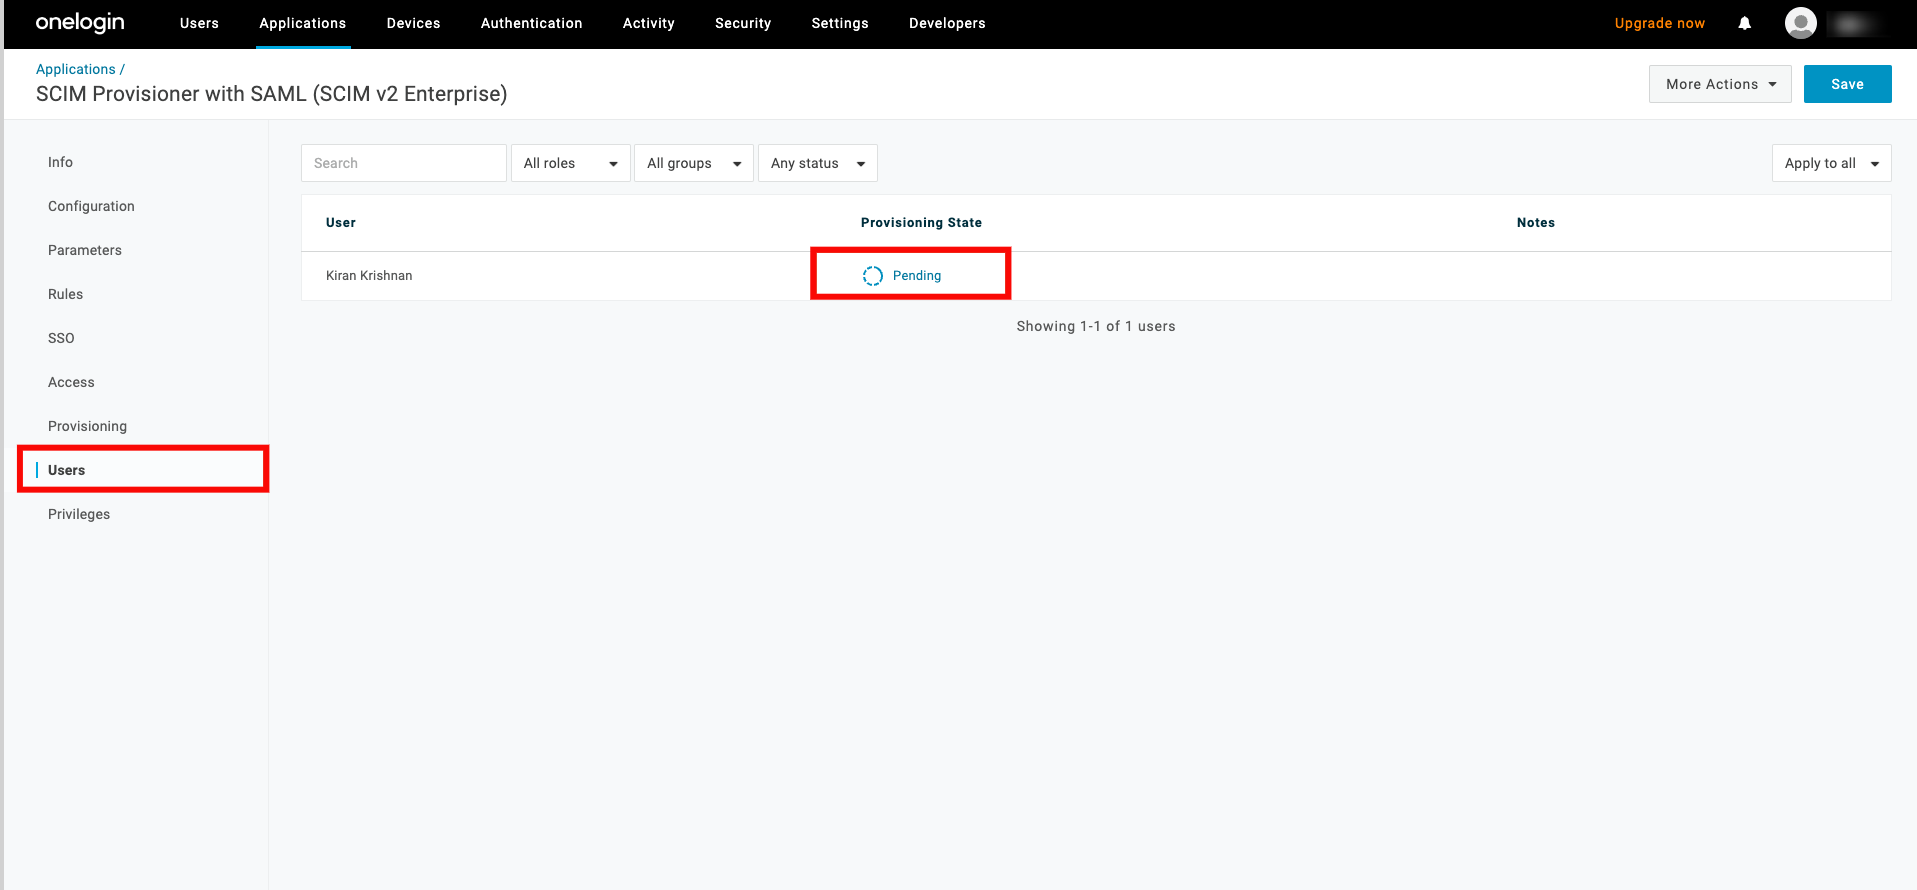 onelogin Users Applications Devices Authentication Activity Security Settings Developers Upgrade now
Applications /
SCIM Provisioner with SAML (SCIM v2 Enterprise)
More Actions Save
Info
Configuration
Parameters
Rules
SSO
Access
Provisioning
Users
Privileges
Search All roles All groups Any status Apply to all
User Provisioning State Notes
Kiran Krishnan Pending
Showing 1-1 of 1 users